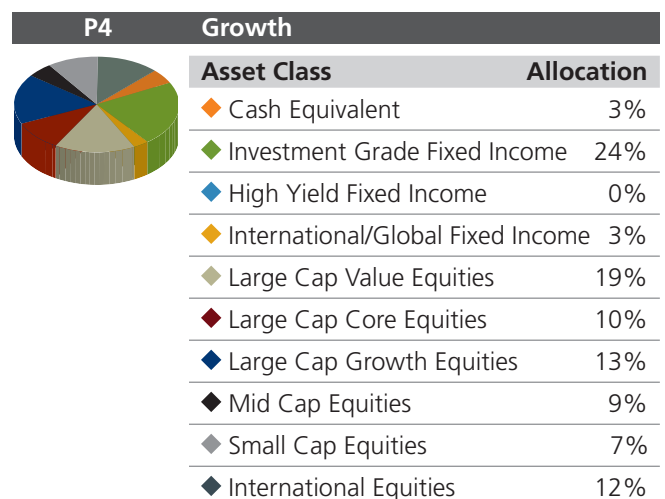 P4 Growth
Asset Class Allocation
Cash Equivalent 3%
Investment Grade Fixed Income 24%
High Yield Fixed Income 0%
International/Global Fixed Income 3%
Large Cap Value Equities 19%
Large Cap Core Equities 10%
Large Cap Growth Equities 13%
Mid Cap Equities 9%
Small Cap Equities 7%
International Equities 12%